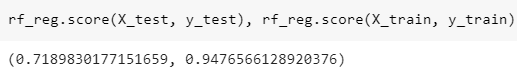 rf_reg.score(X_test, y_test), rf_reg.score(X_train, y_train)
(0.7189830177151659, 0.9476566128920376)